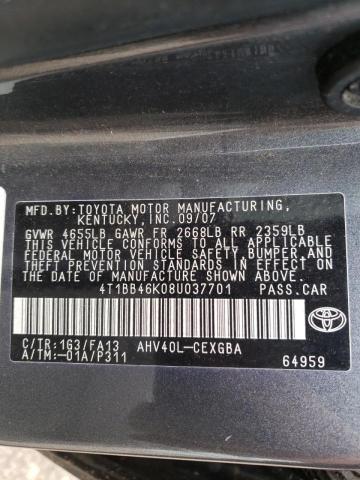 MFD.BY:TOYOTA MOTOR MANUFACTURING,
KENTUCKY,INC.09/07
GVWR 4655LB GAWR FR 2668LB RR 2359LB
THIS VEHICLE CONFORMS TO ALL APPLICABLE
FEDERAL MOTOR VEHICLE SAFETY,BUMPER,AND
THEFT PREVENTION STANDARDS IN EFFECT ON
THE DATE OF MANUFACTURE SHOWN ABOVE.
4T1BB46K08U037701 PASS.CAR
C/TR:1G3/FA13 AHV40L-CEXGBA
A/TM:-01A/P311 64959
TOYOTA